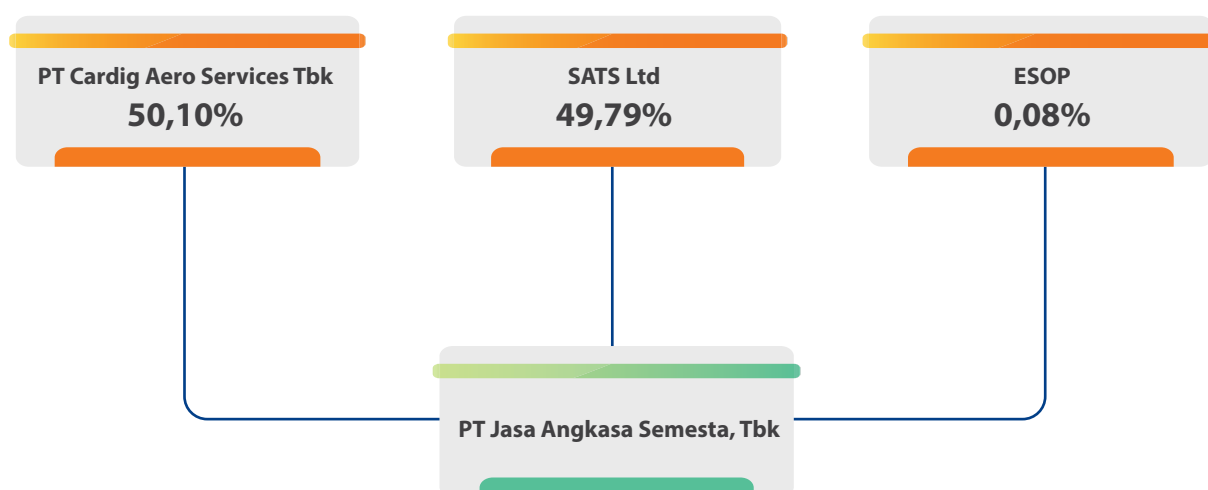 PT Cardig Aero Services Tbk
50,10%
SATS Ltd
49,79%
ESOP
0,08%
PT Jasa Angkasa Semesta, Tbk